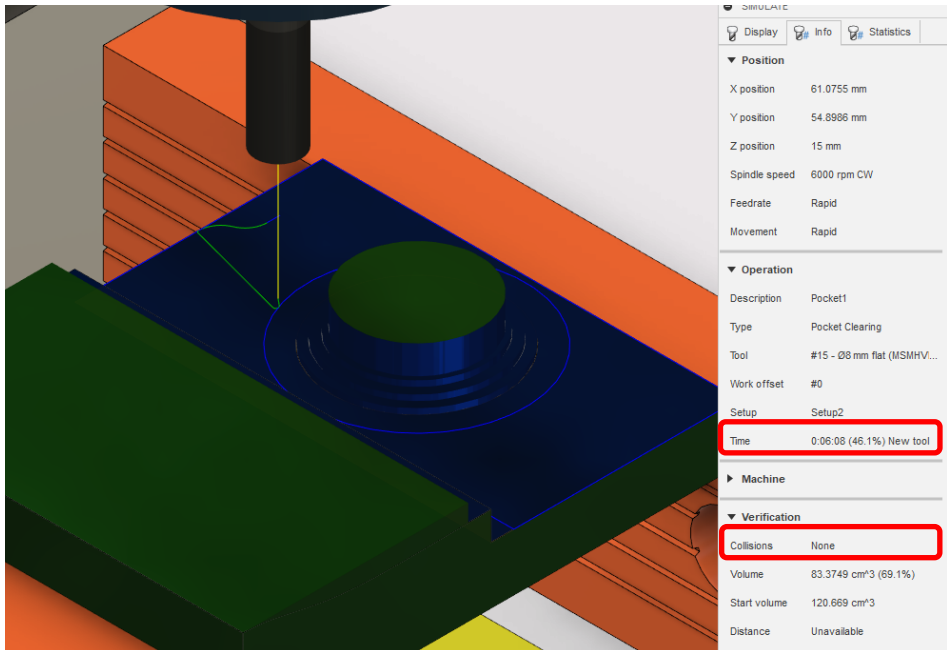 SIMULATE
Display Info Statistics
Position
X position 61.0755 mm
Y position 54.8986 mm
Z position 15 mm
Spindle speed 6000 rpm CW
Feedrate Rapid
Movement Rapid
Operation
Description Pocket1
Type Pocket Clearing
Tool #15 - Ø8 mm flat (MSMHV...
Work offset #0
Setup Setup2
Time 0:06:08 (46.1%) New tool
Machine
Verification
Collisions None
Volume 83.3749 cm^3 (69.1%)
Start volume 120.669 cm^3
Distance Unavailable